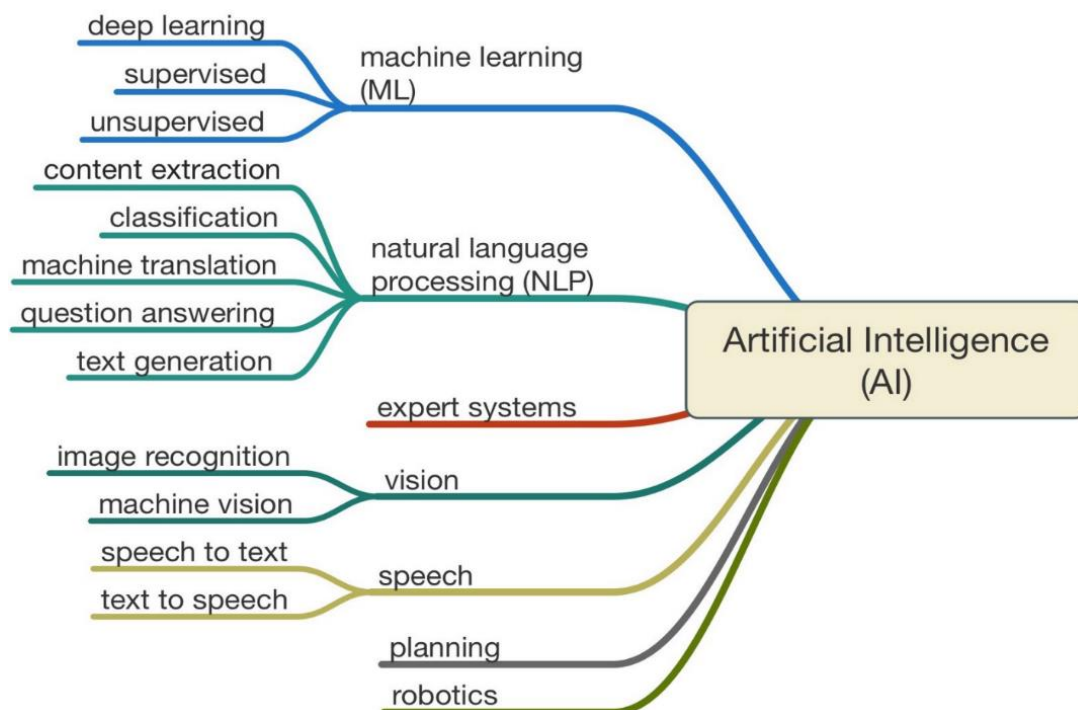 deep learning
supervised
unsupervised
machine learning
(ML)
content extraction
classification
machine translation
question answering
text generation
natural language
processing (NLP)
expert systems
image recognition
machine vision
vision
speech to text
text to speech
speech
planning
robotics
Artificial Intelligence
(AI)